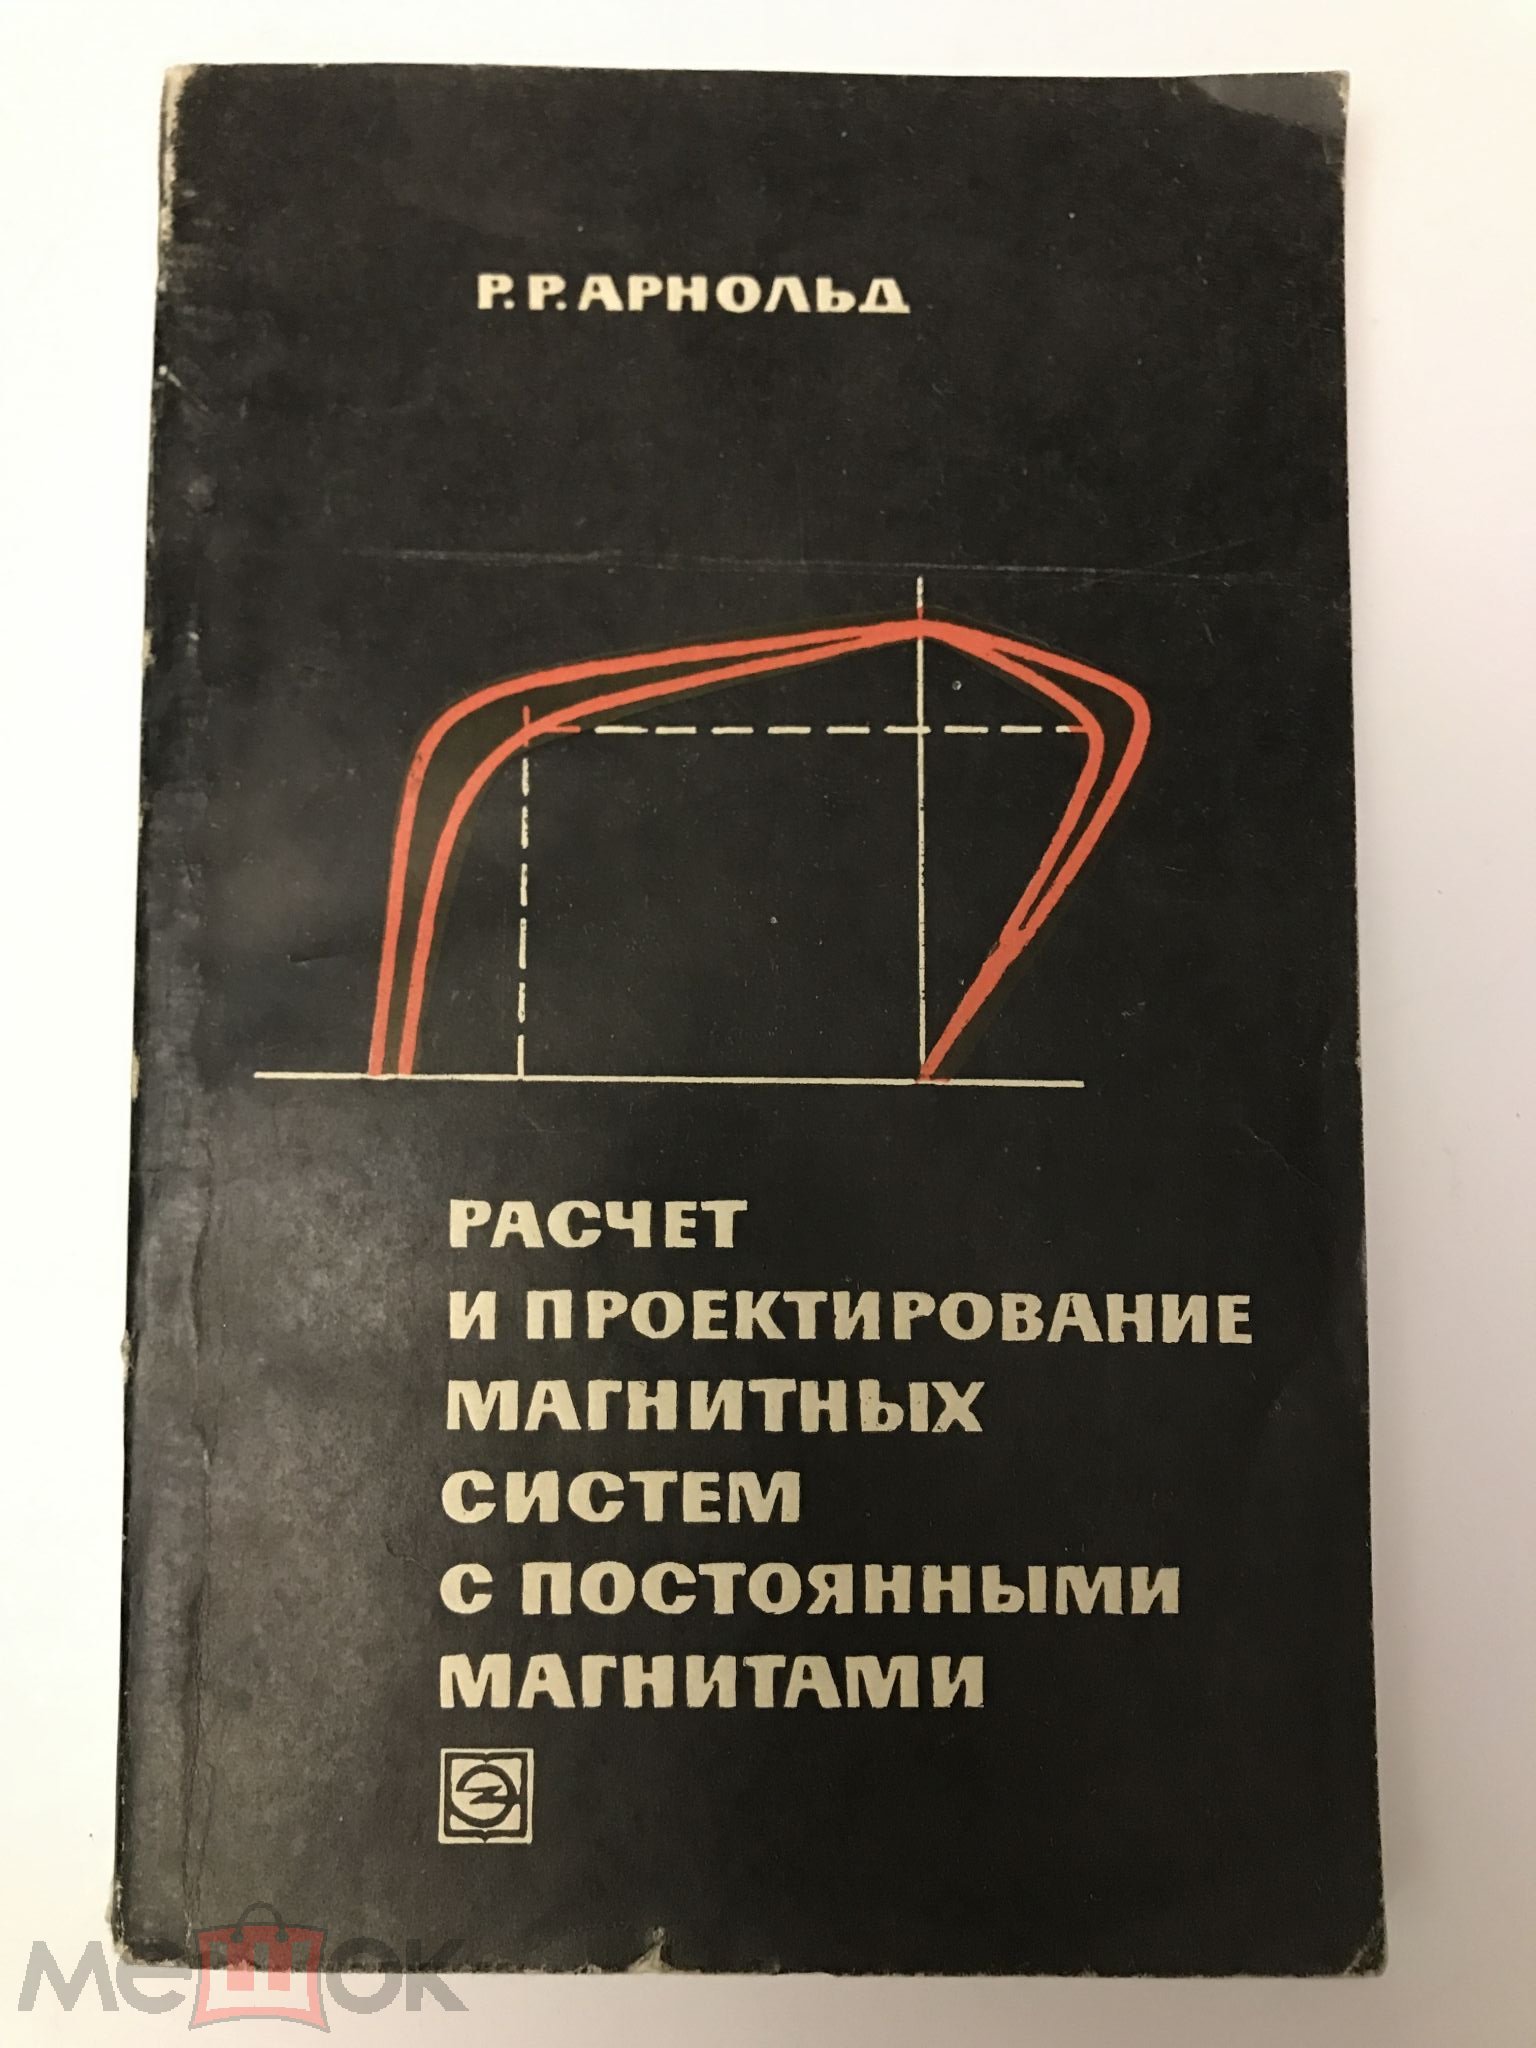 Р.Р.АРНОЛЬД
РАСЧЕТ
И ПРОЕКТИРОВАНИЕ
МАГНИТНЫХ
СИСТЕМ
С ПОСТОЯННЫМИ
МАГНИТАМИ
мешок